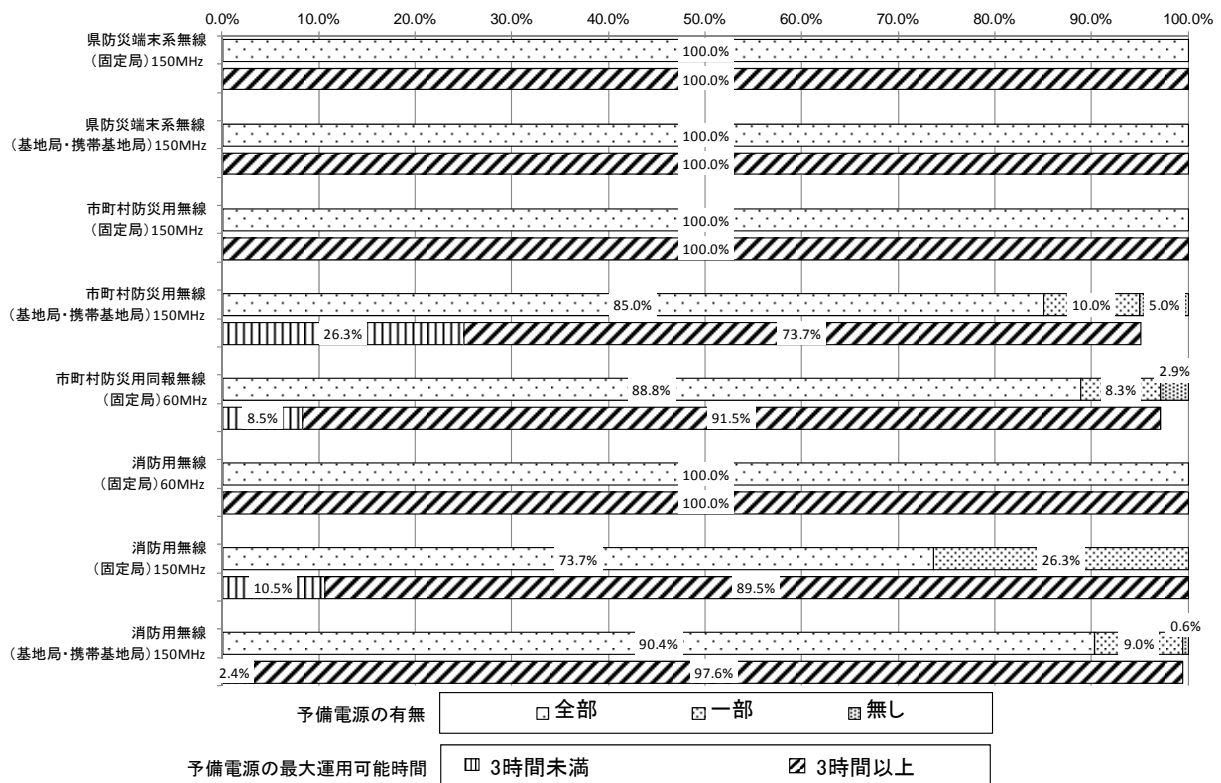 0.0% 10.0% 20.0% 30.0% 40.0% 50.0% 60.0% 70.0% 80.0% 90.0% 100.0%
県防災端末系無線
（固定局）150MHz
100.0%
100.0%
県防災端末系無線
（基地局・携帯基地局）150MHz
100.0%
100.0%
市町村防災用無線
（固定局）150MHz
100.0%
100.0%
市町村防災用無線
（基地局・携帯基地局）150MHz
85.0% 10.0% 5.0%
26.3% 73.7%
市町村防災用同報無線
（固定局）60MHz
2.9%
88.8% 8.3%
8.5% 91.5%
消防用無線
（固定局）60MHz
100.0%
100.0%
消防用無線
（固定局）150MHz
73.7% 26.3%
10.5% 89.5%
消防用無線
（基地局・携帯基地局）150MHz
0.6%
90.4% 9.0%
2.4% 97.6%
予備電源の有無 全部 一部 無し
予備電源の最大運用可能時間 3時間未満 3時間以上